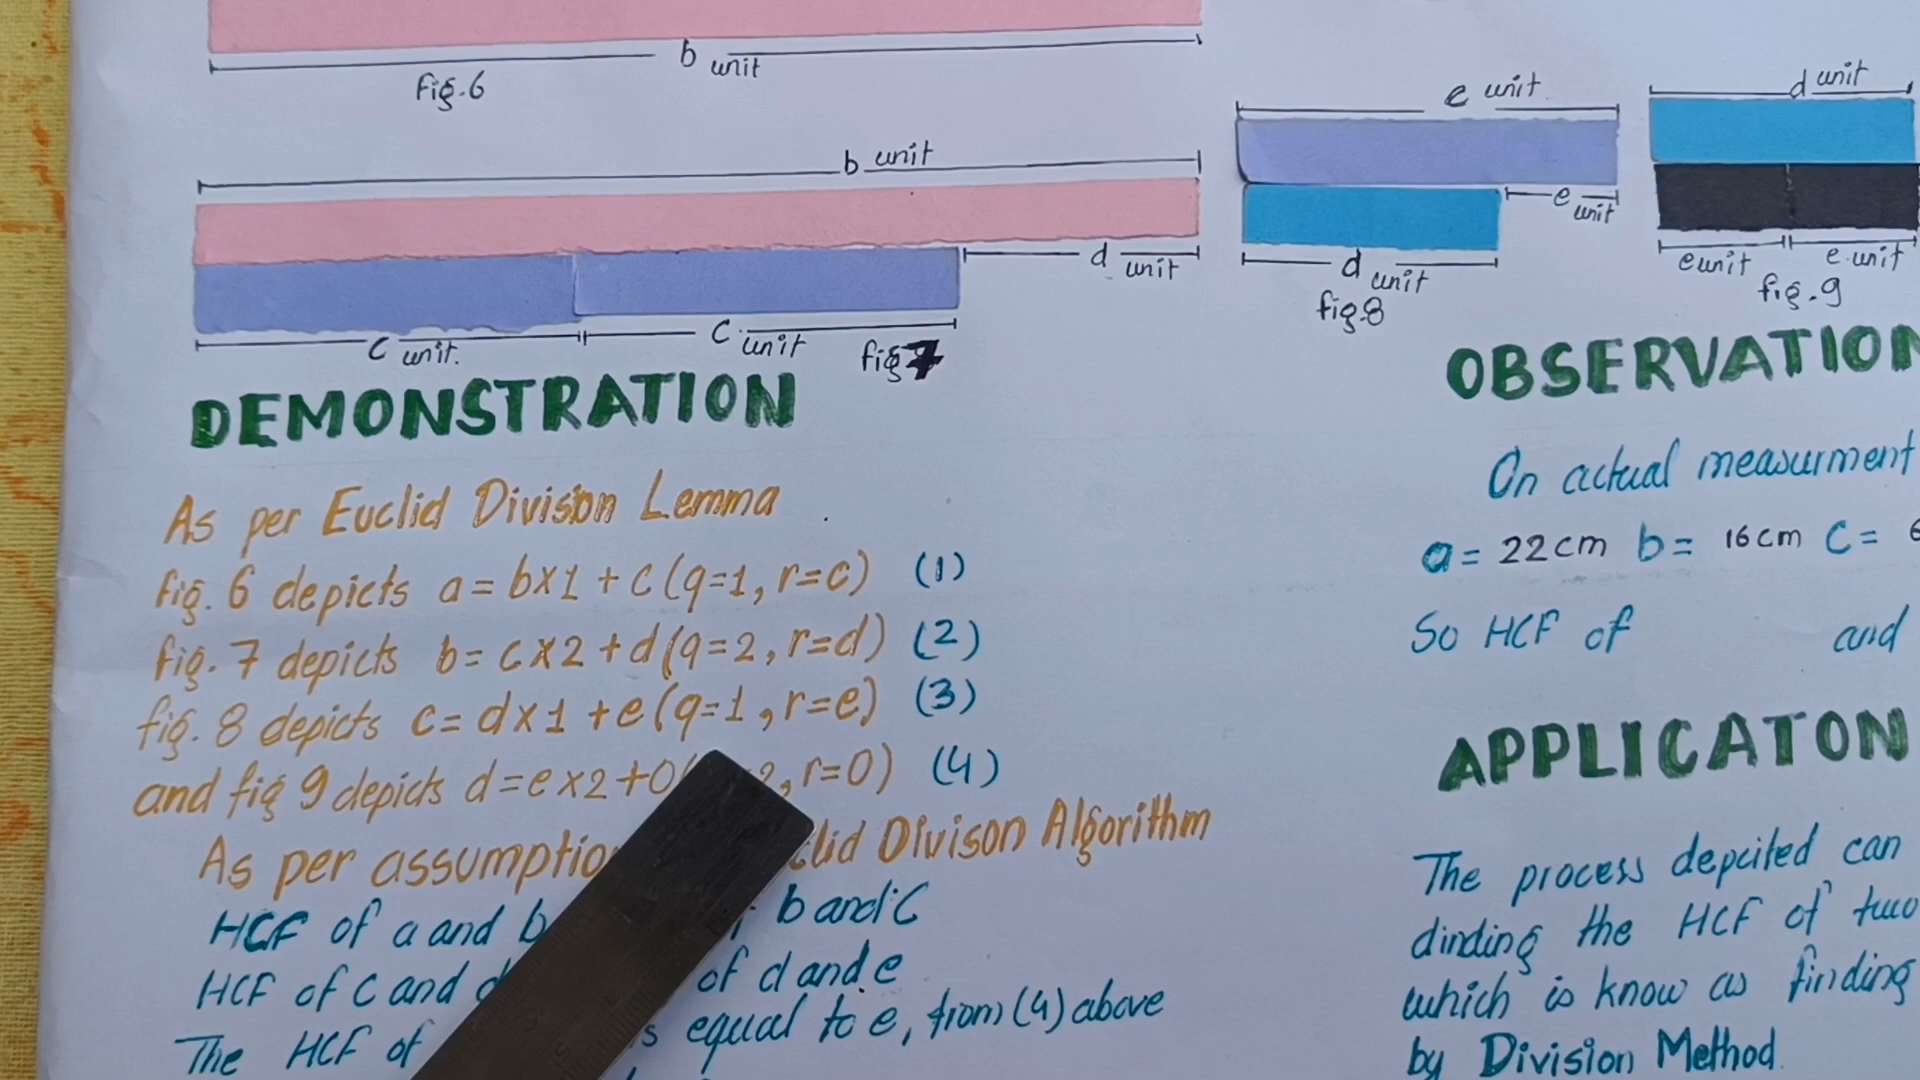 b unit
fig.6
b unit
d unit
c unit.
c unit
fig 7
e unit
e unit
d unit
fig.8
d unit
e unit
e unit
fig.9
DEMONSTRATION
As per Euclid Division Lemma
fig. 6 depicts a = b×1 + c (q=1, r=c) (1)
fig. 7 depicts b = c×2 + d (q=2, r=d) (2)
fig. 8 depicts c = d×1 + e (q=1, r=e) (3)
and fig 9 depicts d = e×2 + 0 r=0) (4)
As per Divison Algorithm
HCF of a and b b and C
HCF of C and of d and e
The HCF of equal to e, from (4) above
OBSERVATION
On actual measurment
a = 22cm b = 16cm C =
So HCF of and
APPLICATON
The process depcited can
dinding the HCF of two
which is know as finding
by Division Method